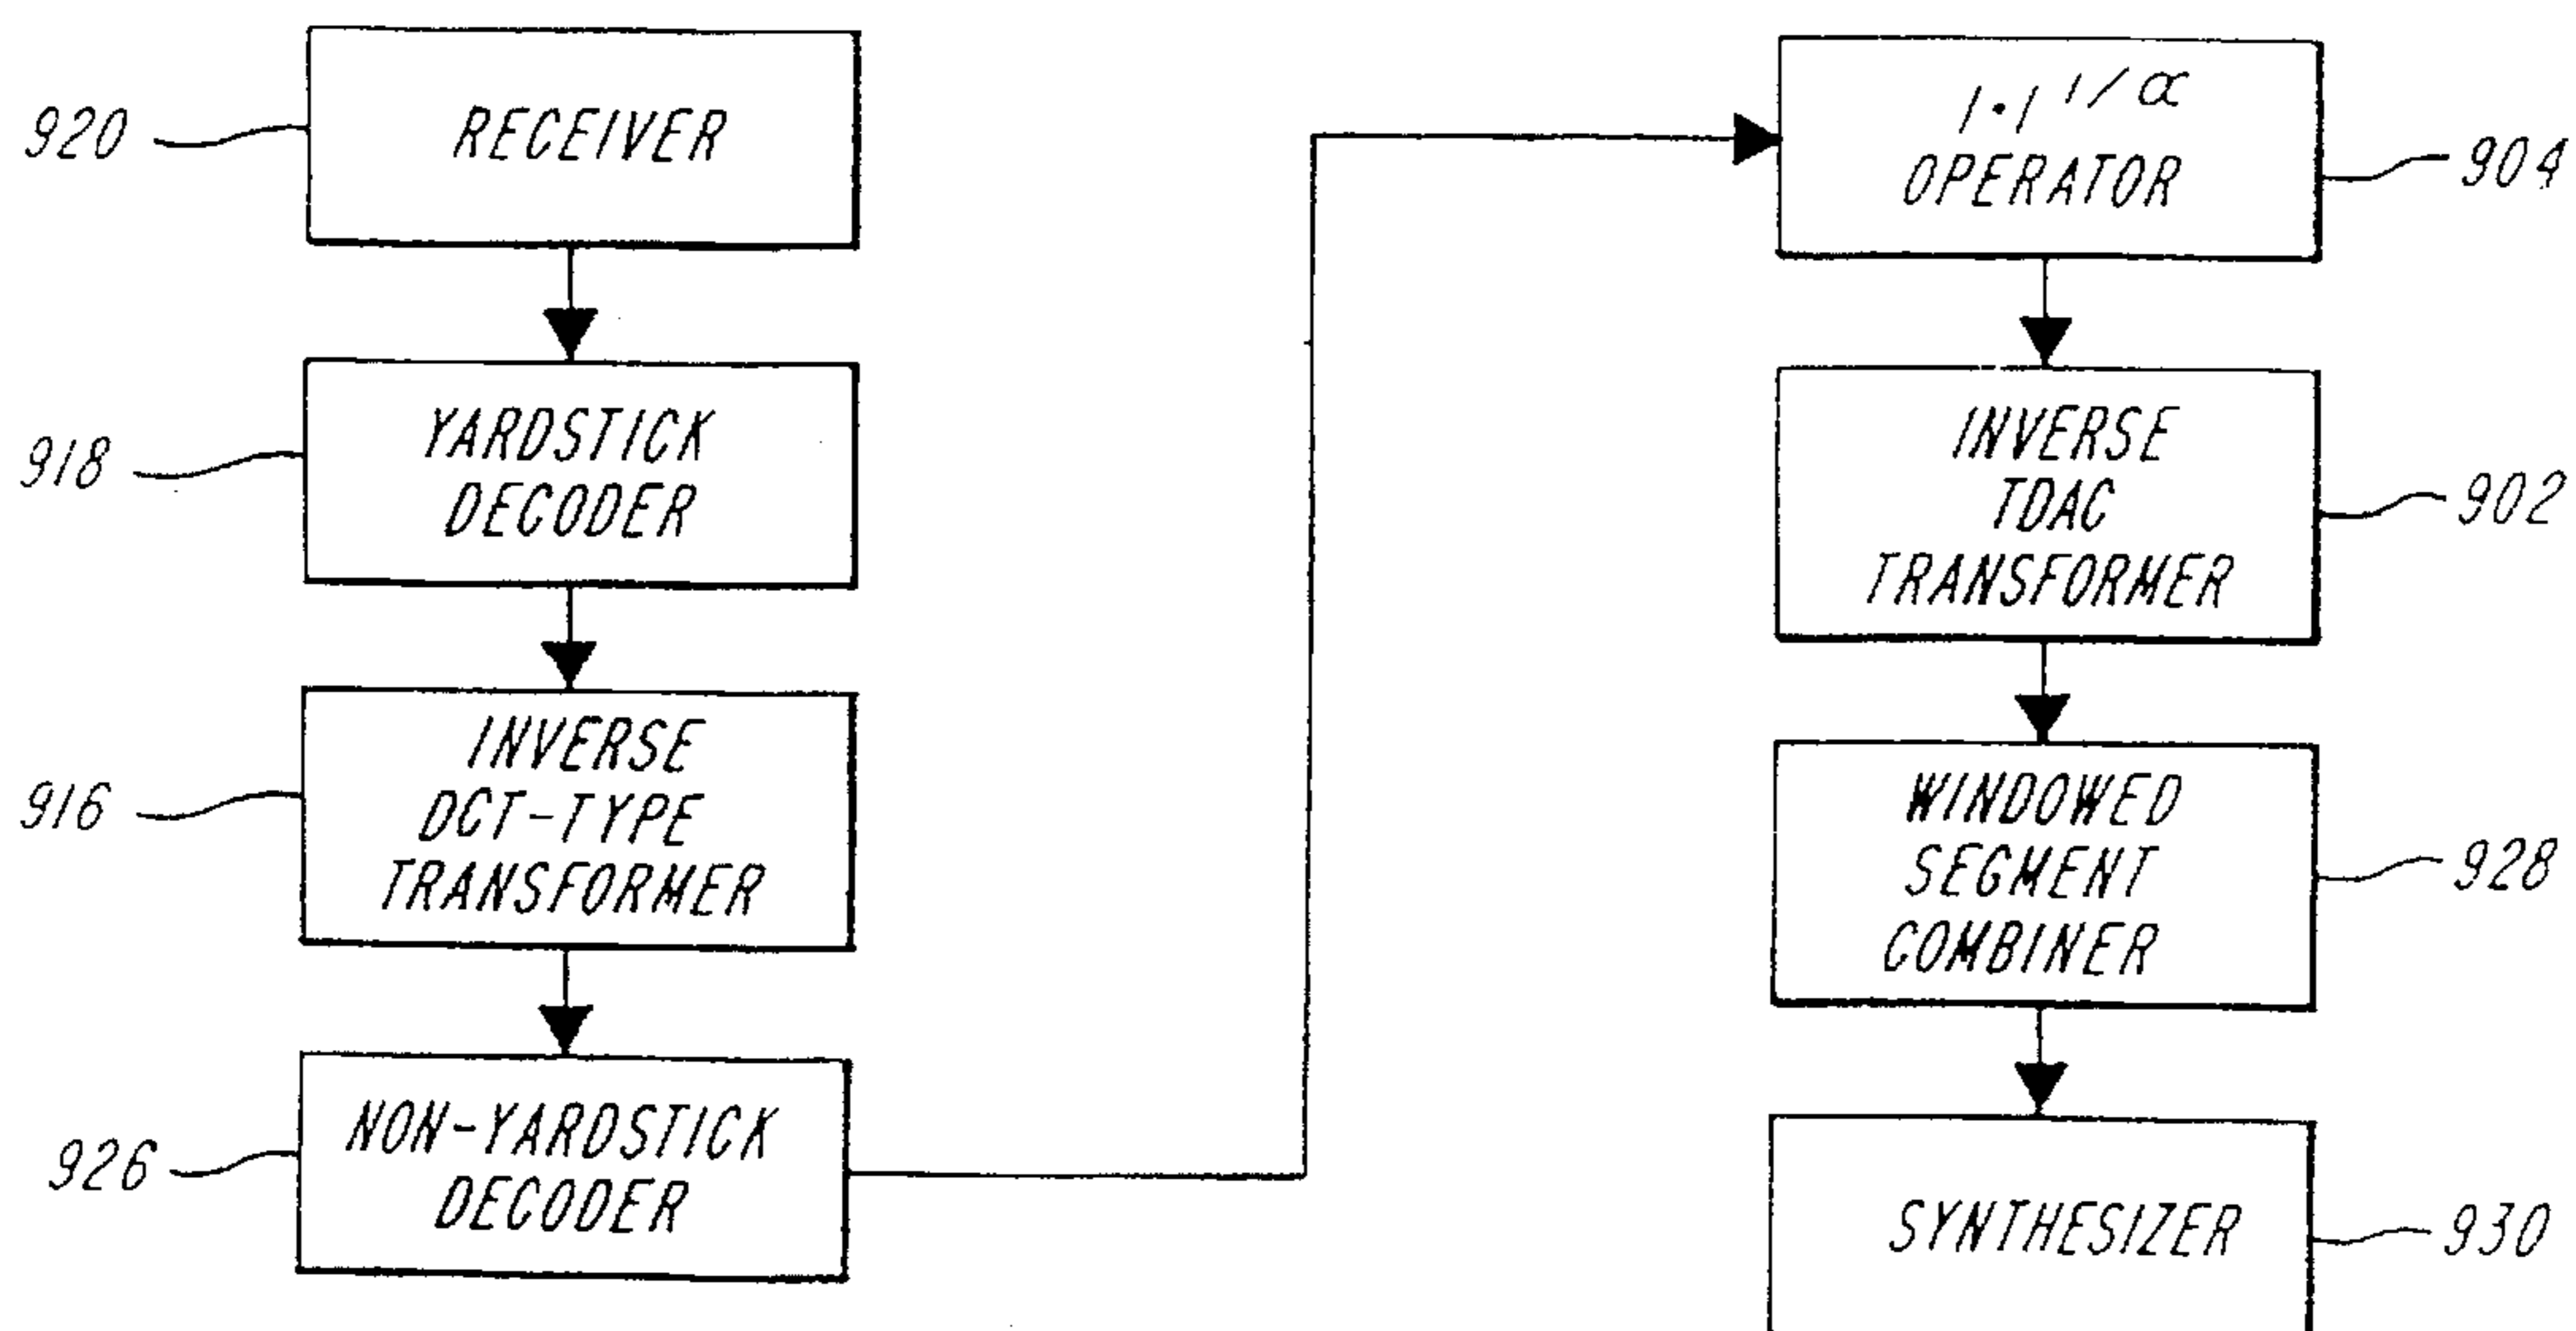 920
RECEIVER
918
YARDSTICK
DECODER
916
INVERSE
DCT-TYPE
TRANSFORMER
926
NON-YARDSTICK
DECODER
|•| 1/α
OPERATOR
904
INVERSE
TDAC
TRANSFORMER
902
WINDOWED
SEGMENT
COMBINER
928
SYNTHESIZER
930